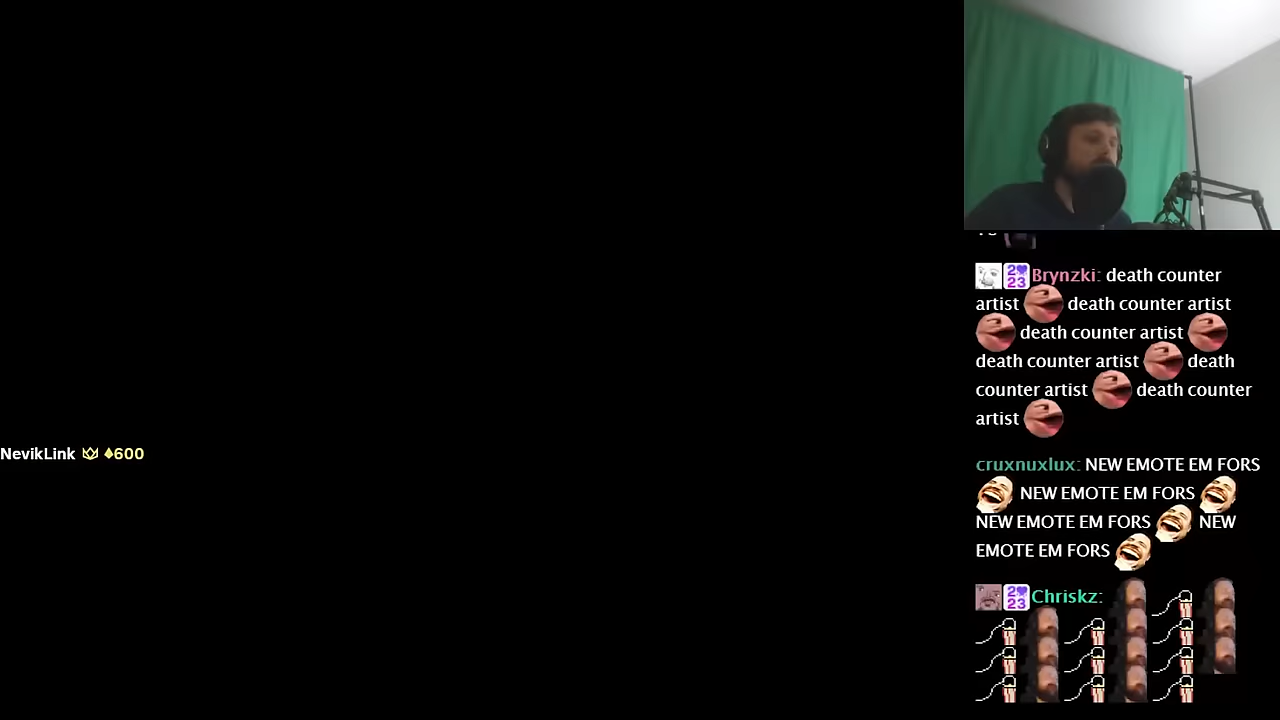 Brynzki: death counter
artist death counter artist
death counter artist
death counter artist death
counter artist death counter
artist
NevikLink 600
cruxnuxlux: NEW EMOTE EM FORS
NEW EMOTE EM FORS
NEW EMOTE EM FORS NEW
EMOTE EM FORS
Chriskz: